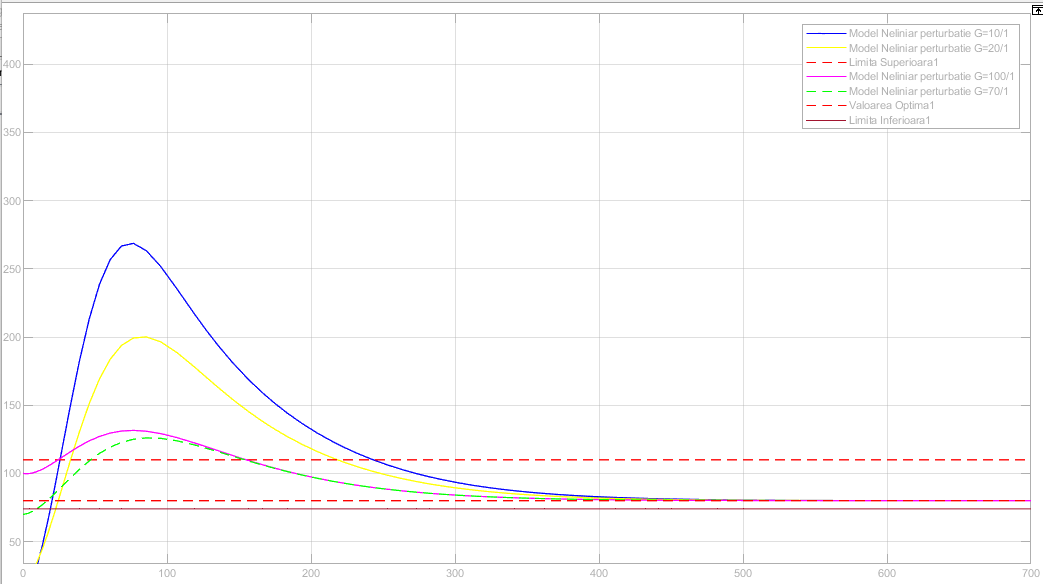 Model Neliniar perturbatie G=10/1
Model Neliniar perturbatie G=20/1
Limita Superioara1
Model Neliniar perturbatie G=100/1
Model Neliniar perturbatie G=70/1
Valoarea Optima1
Limita Inferioara1
400
350
300
250
200
150
100
50
0 100 200 300 400 500 600 700